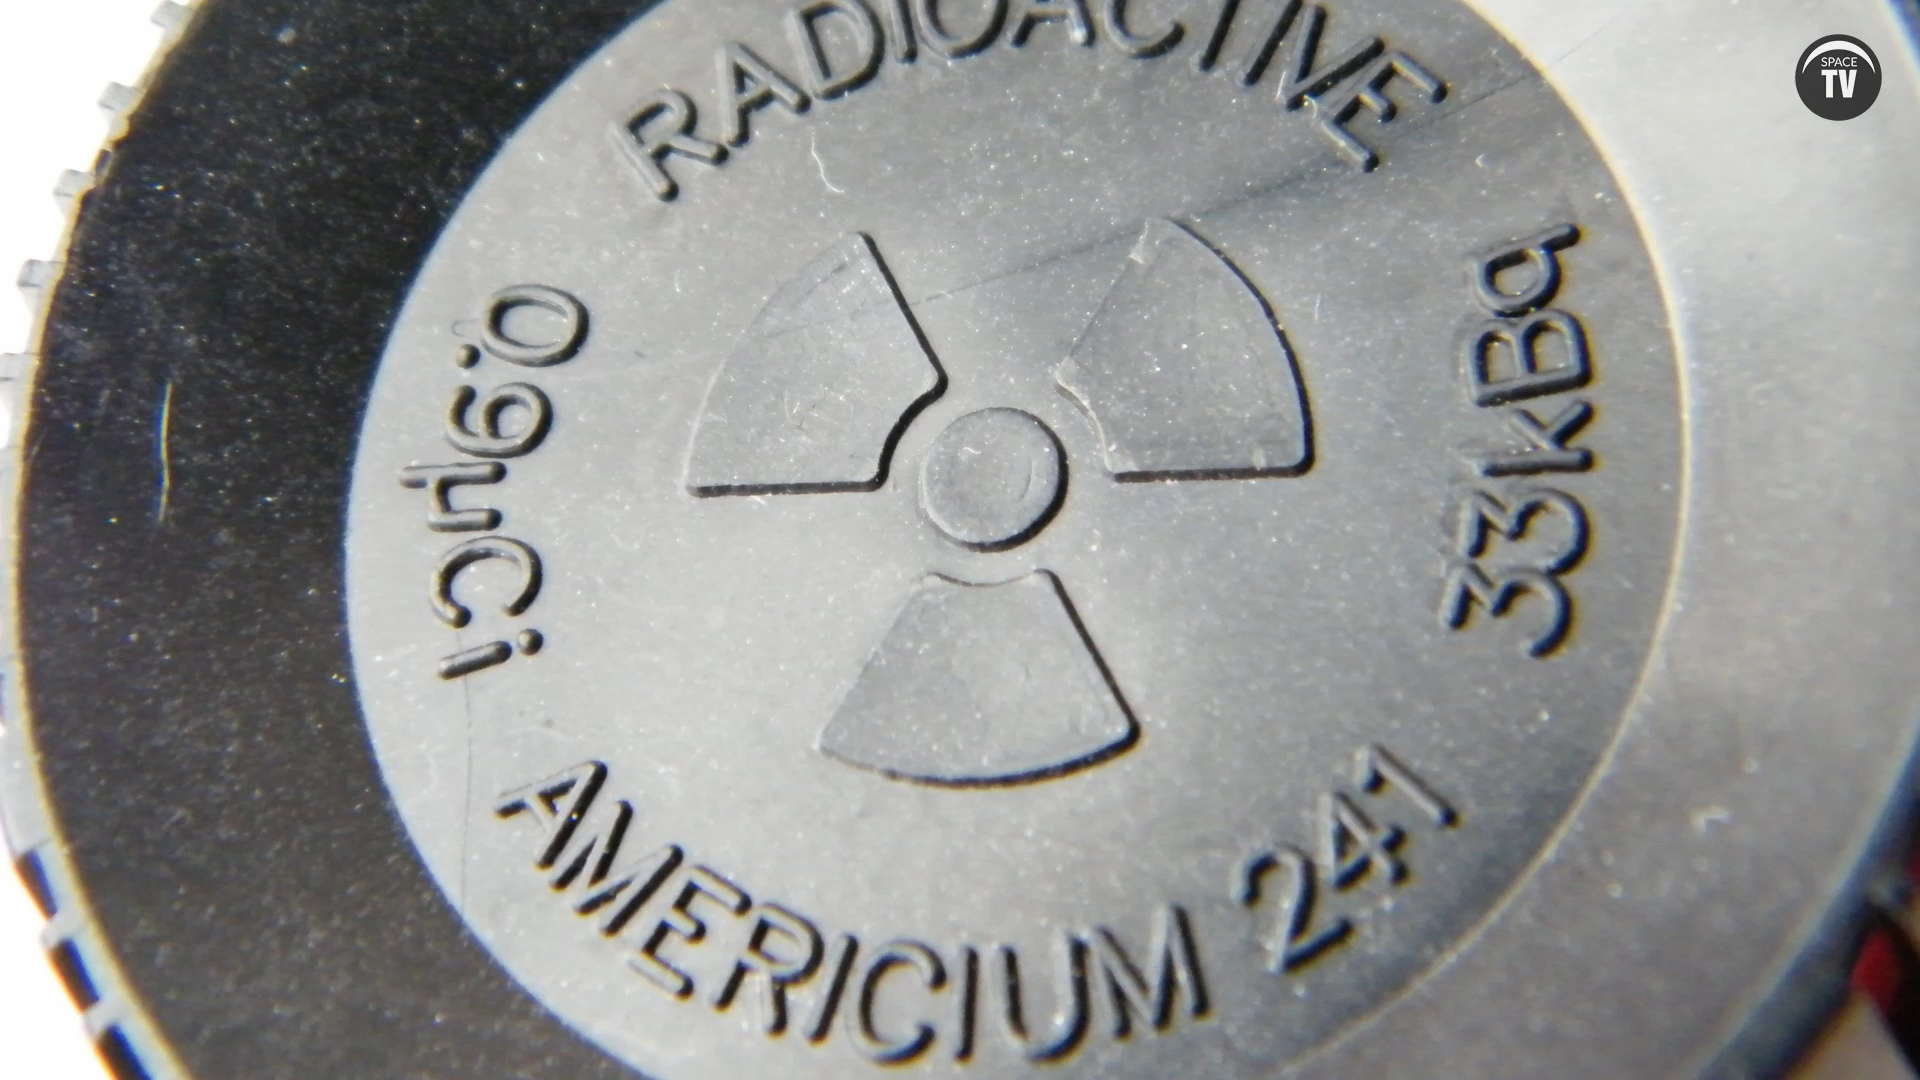 RADIOACTIVE
0.9μCi
33kBq
AMERICIUM 241
SPACE
TV